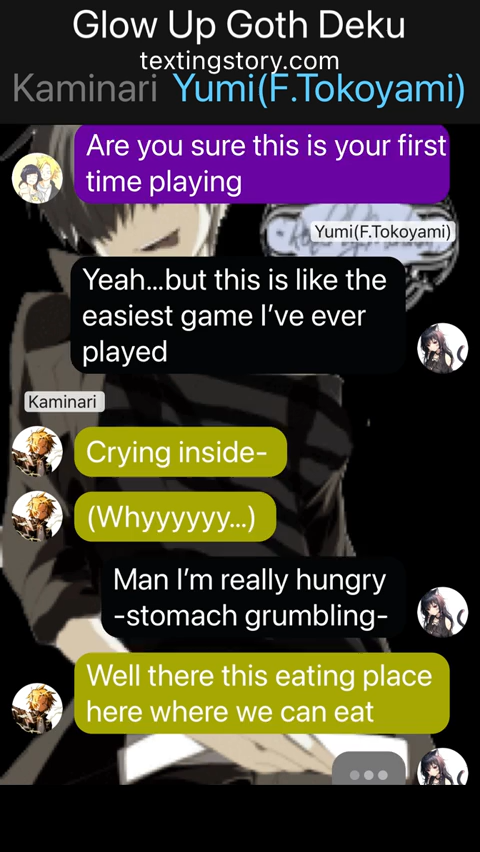 Glow Up Goth Deku
textingstory.com
Kaminari Yumi(F.Tokoyami)
Are you sure this is your first
time playing
Yumi(F.Tokoyami)
Yeah...but this is like the
easiest game I've ever
played
Kaminari
Crying inside-
(Whyyyyyy...)
Man I'm really hungry
-stomach grumbling-
Well there this eating place
here where we can eat